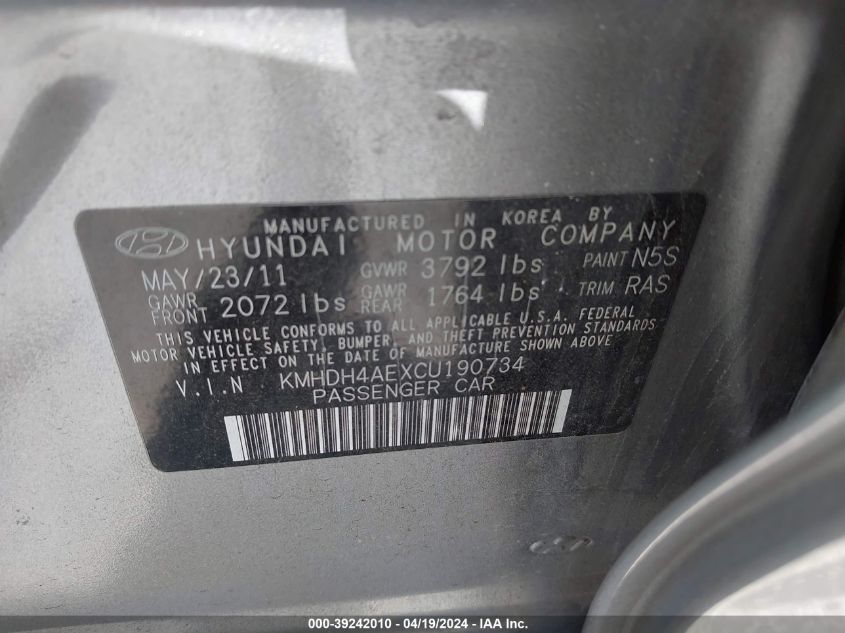 MANUFACTURED IN KOREA BY
HYUNDAI MOTOR COMPANY
MAY/23/11 GVWR 3792 lbs PAINT N5S
GAWR FRONT 2072 lbs GAWR REAR 1764 lbs TRIM RAS
THIS VEHICLE CONFORMS TO ALL APPLICABLE U.S.A. FEDERAL
MOTOR VEHICLE SAFETY, BUMPER, AND THEFT PREVENTION STANDARDS
IN EFFECT ON THE DATE OF MANUFACTURE SHOWN ABOVE.
V.I.N KMHDH4AEXCU190734
PASSENGER CAR
000-39242010 - 04/19/2024 - IAA Inc.